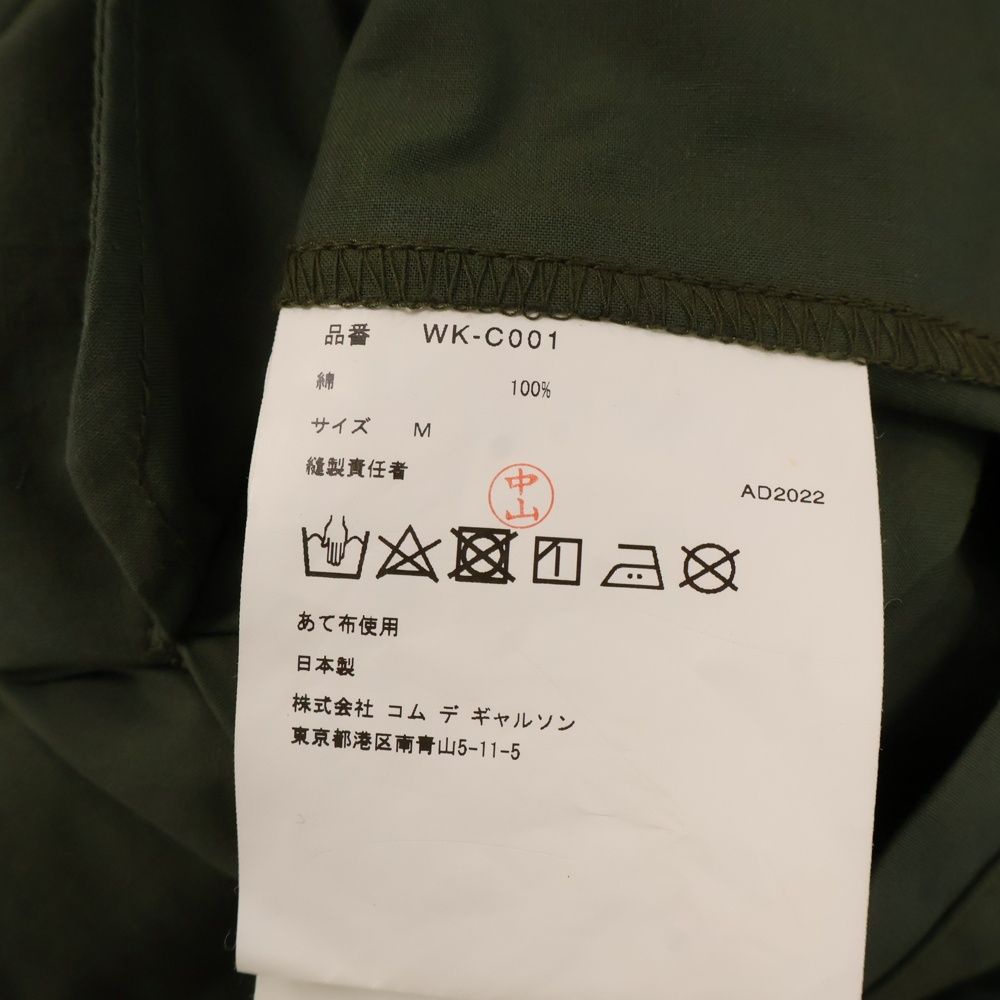 品番 WK-C001
綿 100%
サイズ M
縫製責任者 中山
AD2022
あて布使用
日本製
株式会社 コム デ ギャルソン
東京都港区南青山5-11-5